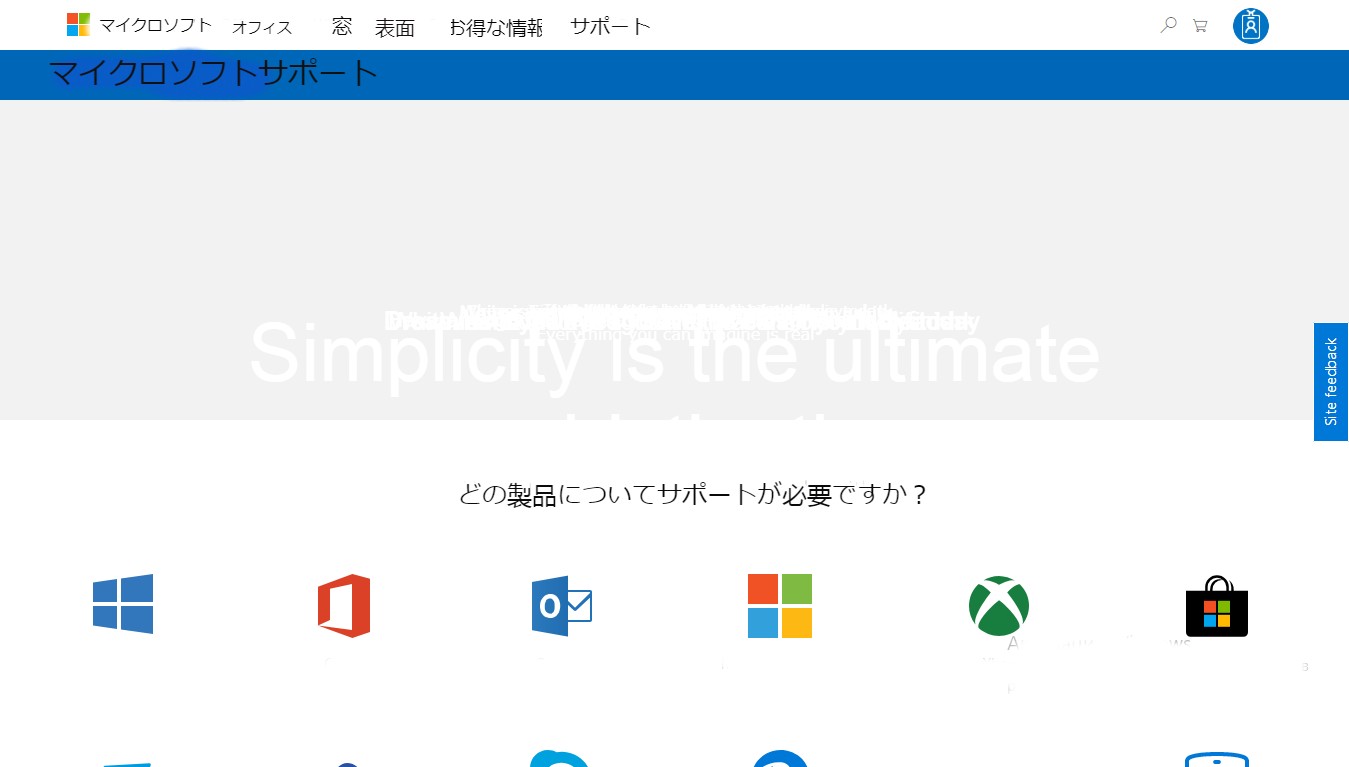 マイクロソフト オフィス 窓 表面 お得な情報 サポート
マイクロソフトサポート
Everything you can imagine is real
Simplicity is the ultimate
Site feedback
どの製品についてサポートが必要ですか？